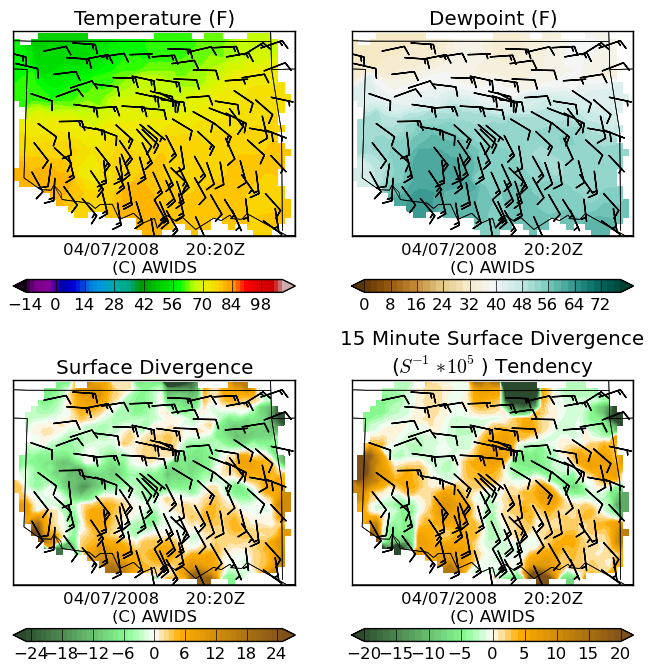 Temperature (F)
Dewpoint (F)
04/07/2008 20:20Z
(C) AWIDS
04/07/2008 20:20Z
(C) AWIDS
−14 0 14 28 42 56 70 84 98
0 8 16 24 32 40 48 56 64 72
Surface Divergence
15 Minute Surface Divergence
(S⁻¹ ∗10⁵ ) Tendency
04/07/2008 20:20Z
(C) AWIDS
04/07/2008 20:20Z
(C) AWIDS
−24 −18 −12 −6 0 6 12 18 24
−20 −15 −10 −5 0 5 10 15 20